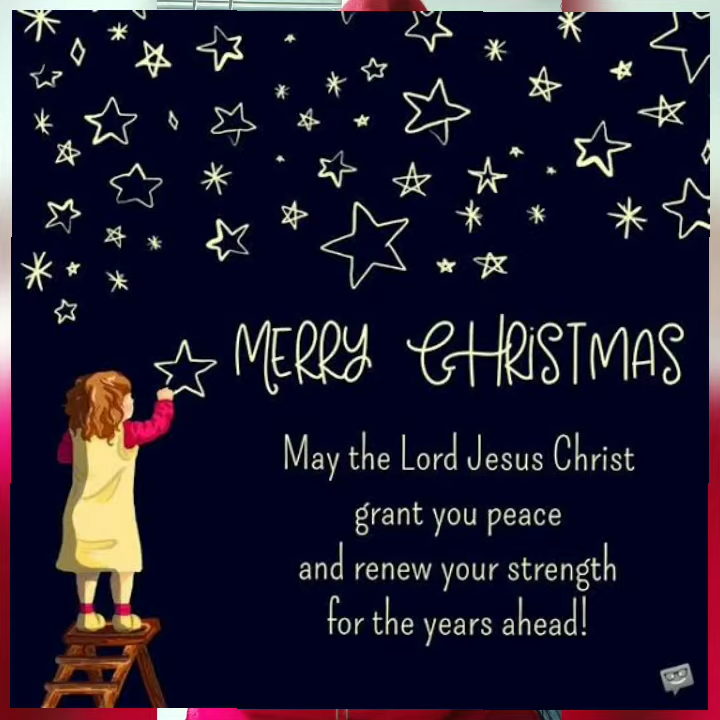 MERRY CHRISTMAS
May the Lord Jesus Christ
grant you peace
and renew your strength
for the years ahead!